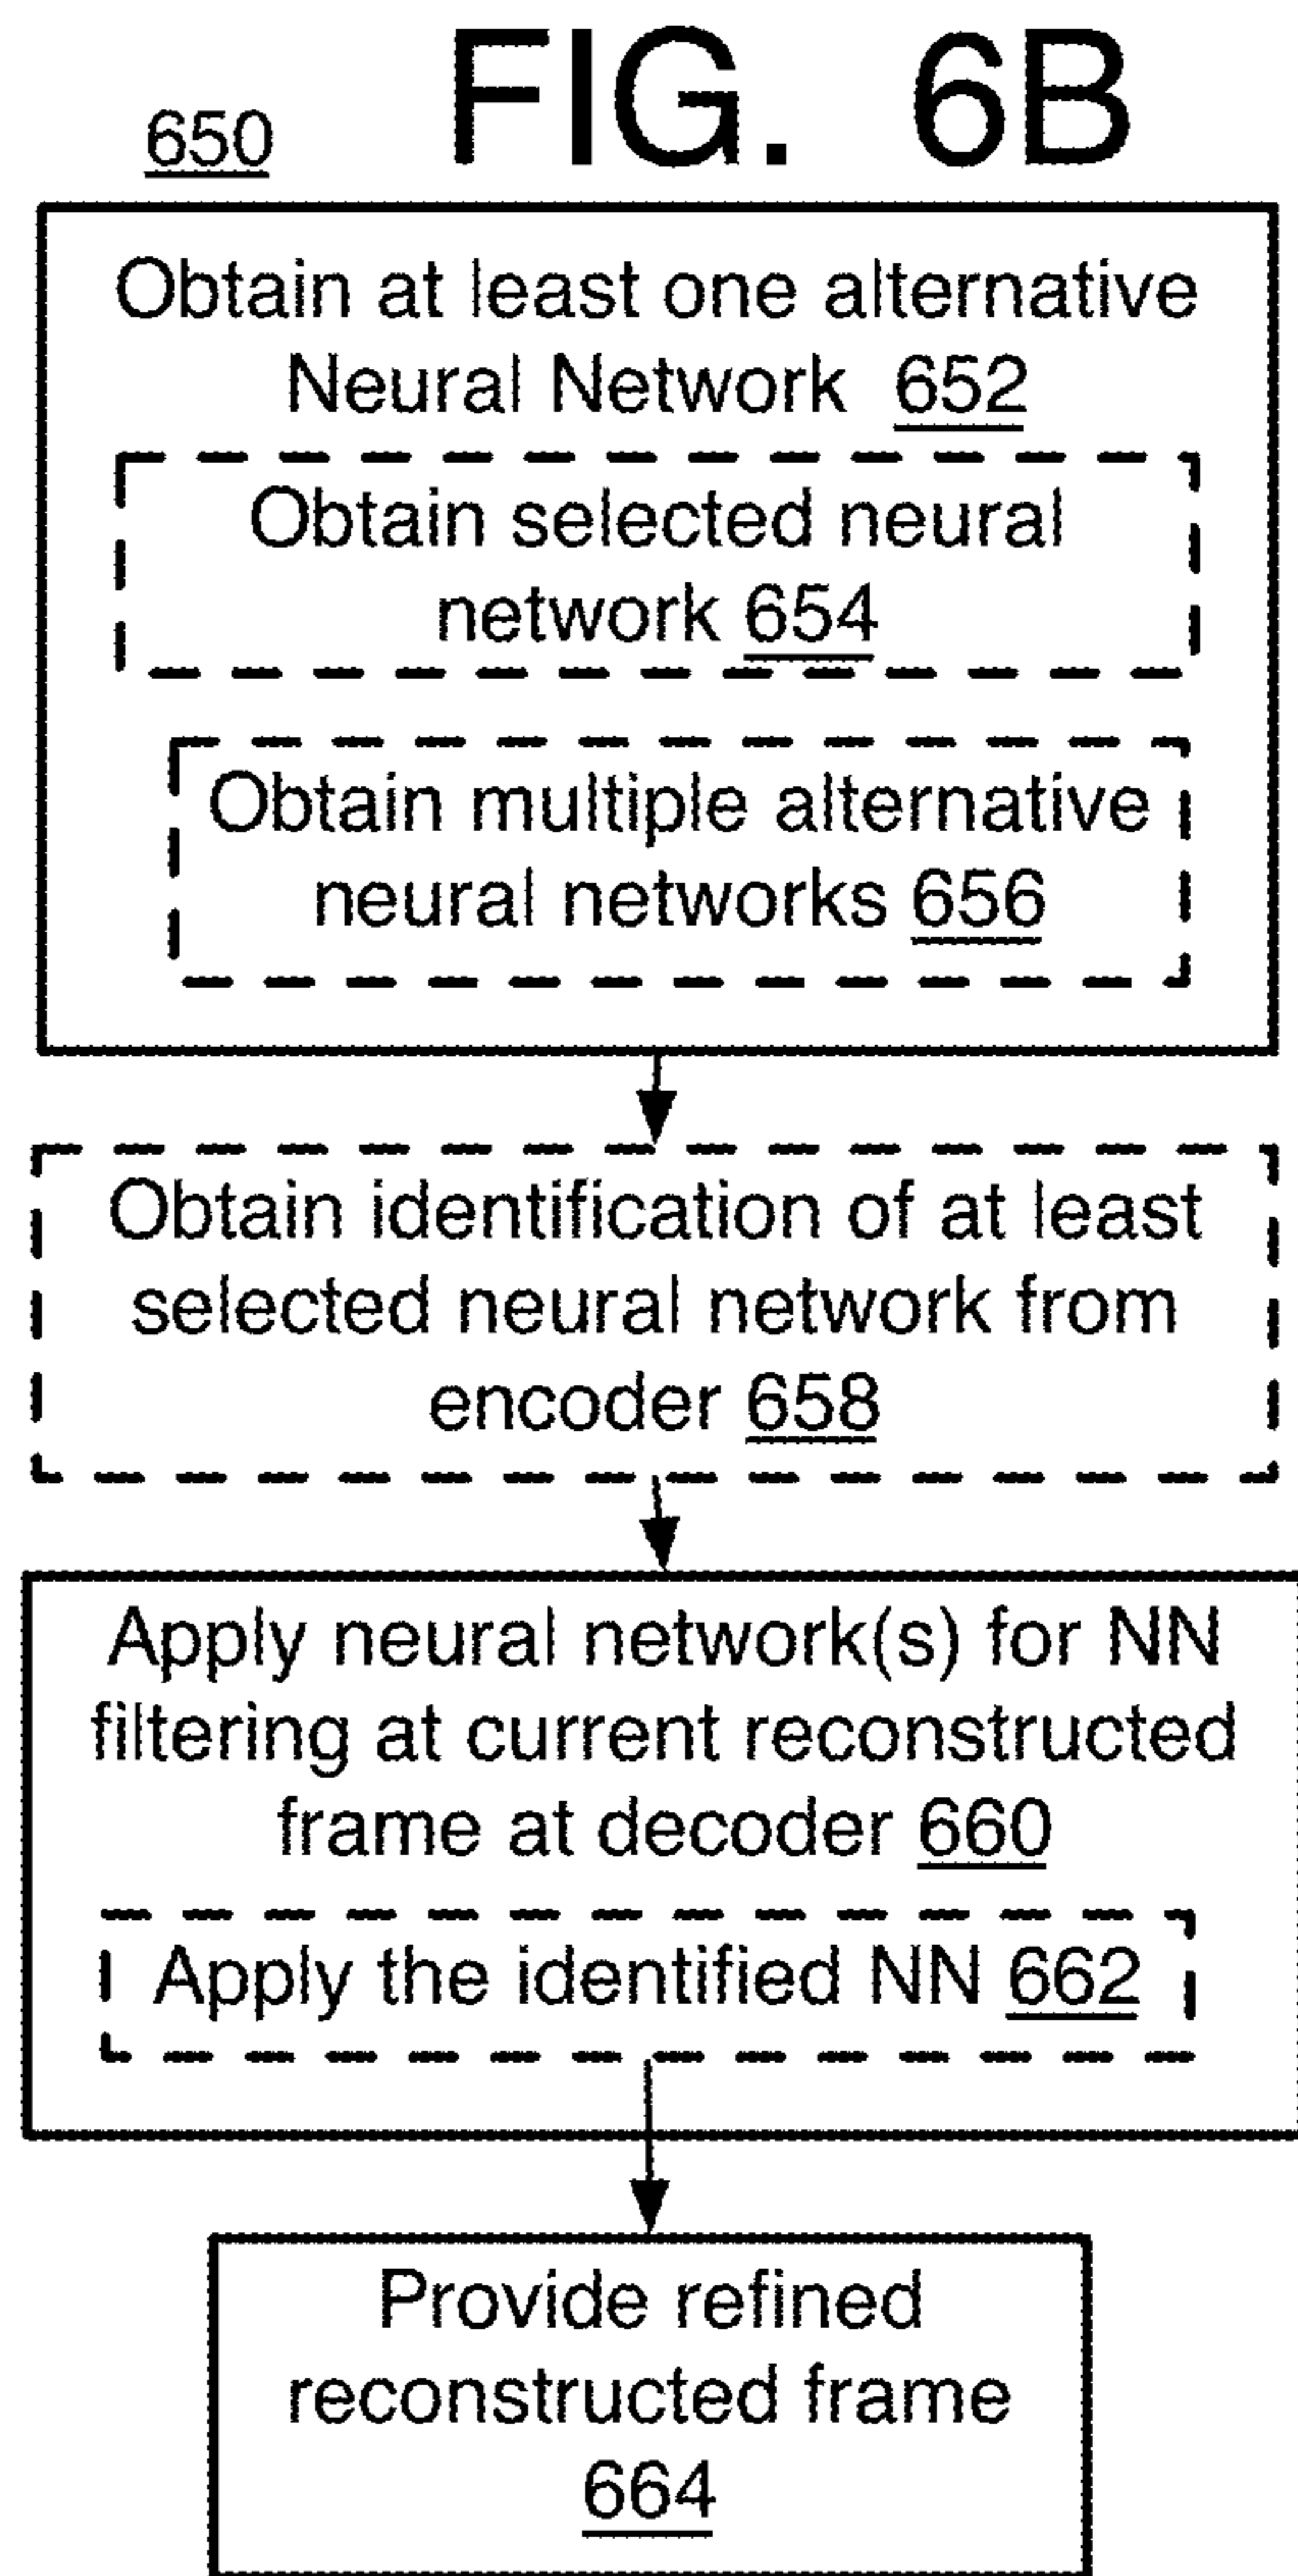 FIG. 6B
650
Obtain at least one alternative
Neural Network 652
Obtain selected neural
network 654
Obtain multiple alternative
neural networks 656
Obtain identification of at least
selected neural network from
encoder 658
Apply neural network(s) for NN
filtering at current reconstructed
frame at decoder 660
Apply the identified NN 662
Provide refined
reconstructed frame
664